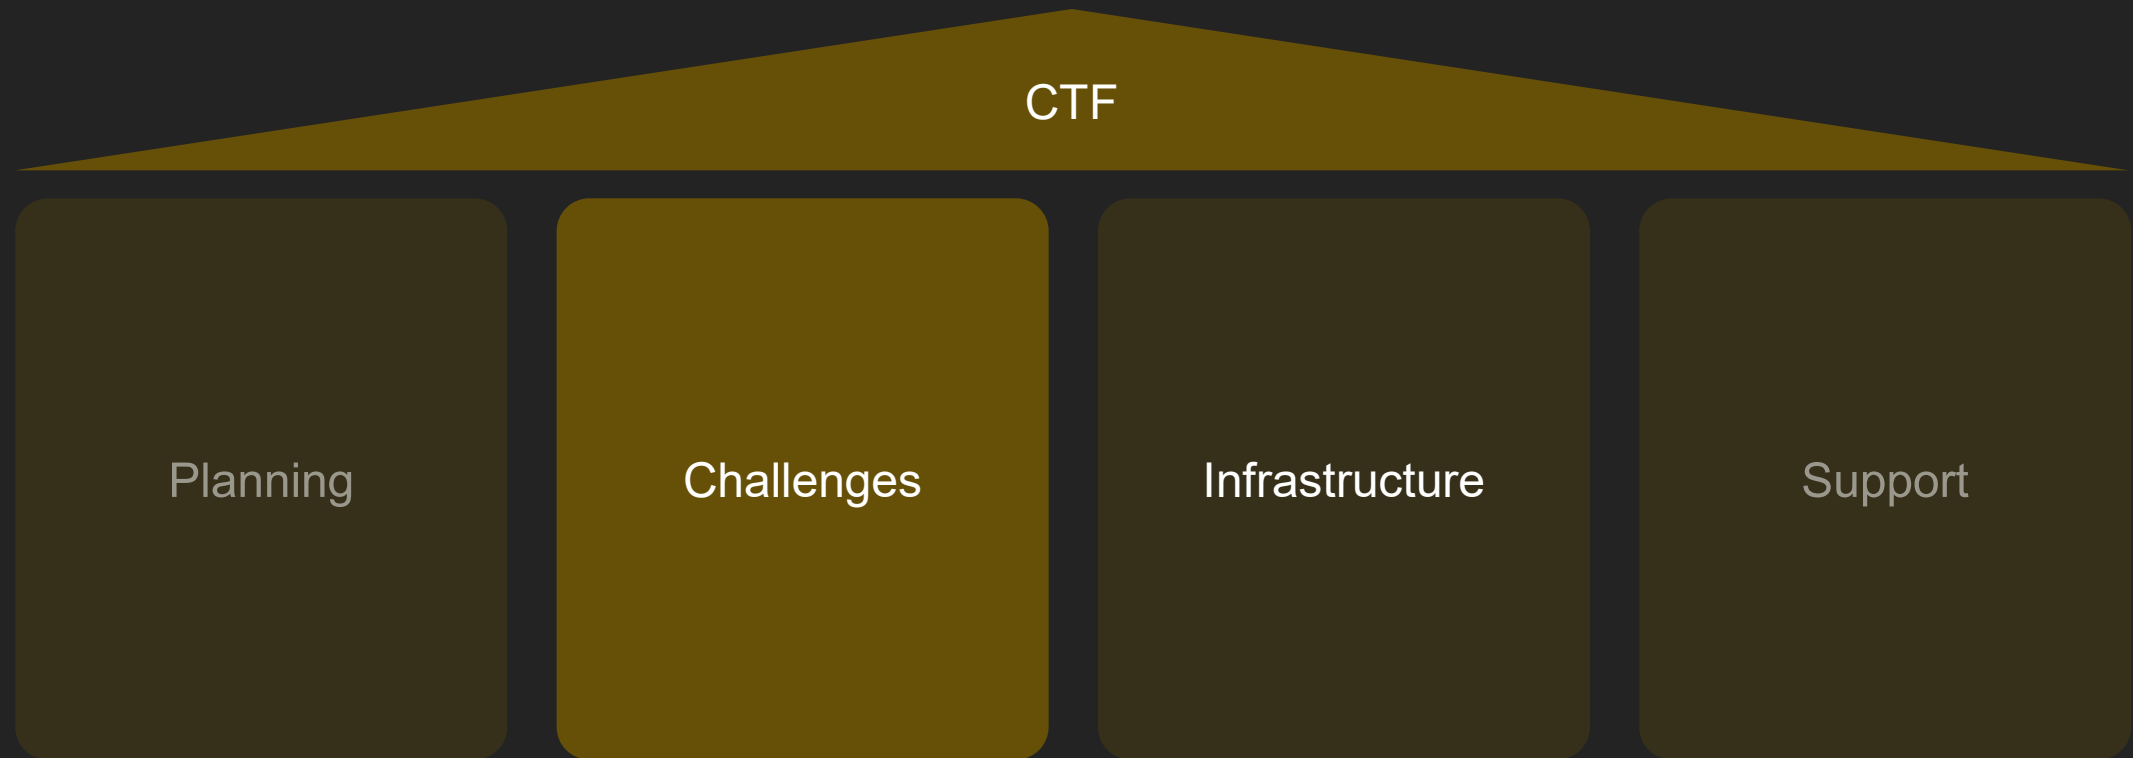 CTF
Planning
Challenges
Infrastructure
Support